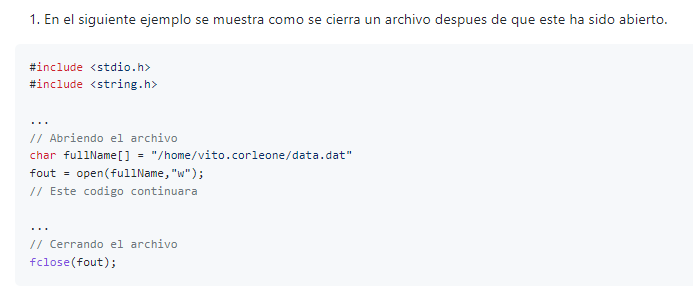 1. En el siguiente ejemplo se muestra como se cierra un archivo despues de que este ha sido abierto.
#include <stdio.h>
#include <string.h>
...
// Abriendo el archivo
char fullName[] = "/home/vito.corleone/data.dat"
fout = open(fullName,"w");
// Este codigo continuara
...
// Cerrando el archivo
fclose(fout);